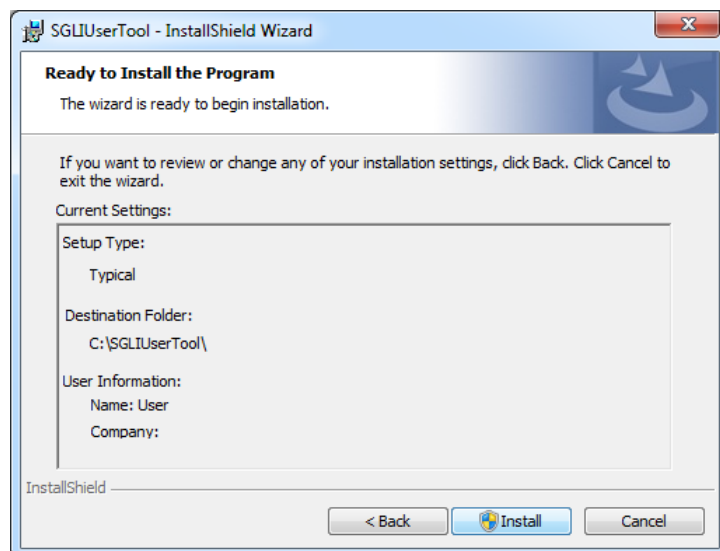 SGLIUserTool - InstallShield Wizard
Ready to Install the Program
The wizard is ready to begin installation.
If you want to review or change any of your installation settings, click Back. Click Cancel to
exit the wizard.
Current Settings:
Setup Type:
Typical
Destination Folder:
C:\SGLIUserTool\
User Information:
Name: User
Company:
InstallShield
< Back
Install
Cancel